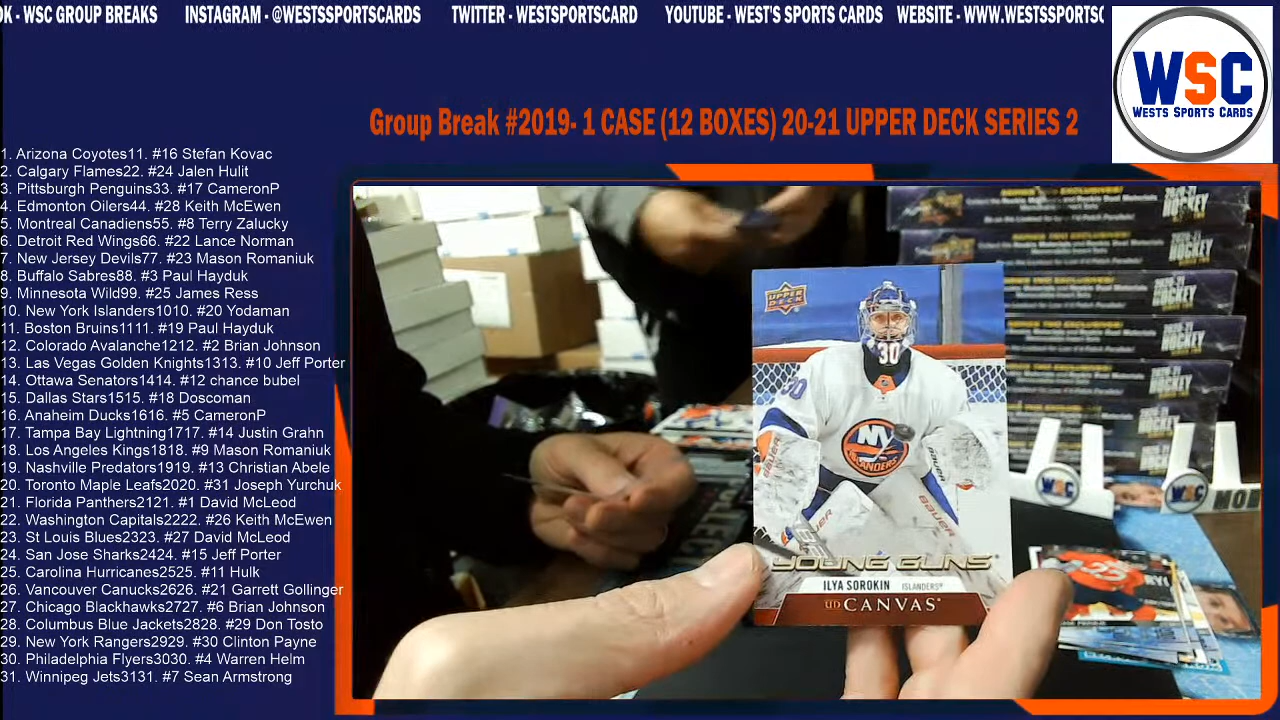 OK - WSC GROUP BREAKS INSTAGRAM - @WESTSSPORTSCARDS TWITTER - WESTSPORTSCARD YOUTUBE - WEST'S SPORTS CARDS WEBSITE - WWW.WESTSSPORTSC
WSC
WESTS SPORTS CARDS
Group Break #2019- 1 CASE (12 BOXES) 20-21 UPPER DECK SERIES 2
1. Arizona Coyotes11. #16 Stefan Kovac
2. Calgary Flames22. #24 Jalen Hulit
3. Pittsburgh Penguins33. #17 CameronP
4. Edmonton Oilers44. #28 Keith McEwen
5. Montreal Canadiens55. #8 Terry Zalucky
6. Detroit Red Wings66. #22 Lance Norman
7. New Jersey Devils77. #23 Mason Romaniuk
8. Buffalo Sabres88. #3 Paul Hayduk
9. Minnesota Wild99. #25 James Ress
10. New York Islanders1010. #20 Yodaman
11. Boston Bruins1111. #19 Paul Hayduk
12. Colorado Avalanche1212. #2 Brian Johnson
13. Las Vegas Golden Knights1313. #10 Jeff Porter
14. Ottawa Senators1414. #12 chance bubel
15. Dallas Stars1515. #18 Doscoman
16. Anaheim Ducks1616. #5 CameronP
17. Tampa Bay Lightning1717. #14 Justin Grahn
18. Los Angeles Kings1818. #9 Mason Romaniuk
19. Nashville Predators1919. #13 Christian Abele
20. Toronto Maple Leafs2020. #31 Joseph Yurchuk
21. Florida Panthers2121. #1 David McLeod
22. Washington Capitals2222. #26 Keith McEwen
23. St Louis Blues2323. #27 David McLeod
24. San Jose Sharks2424. #15 Jeff Porter
25. Carolina Hurricanes2525. #11 Hulk
26. Vancouver Canucks2626. #21 Garrett Gollinger
27. Chicago Blackhawks2727. #6 Brian Johnson
28. Columbus Blue Jackets2828. #29 Don Tosto
29. New York Rangers2929. #30 Clinton Payne
30. Philadelphia Flyers3030. #4 Warren Helm
31. Winnipeg Jets3131. #7 Sean Armstrong
UPPER DECK
30
30
NY
ISLANDERS
BAUER
YOUNG GUNS
ILYA SOROKIN ISLANDERS
UD CANVAS
HOCKEY
HOCKEY
HOCKEY
HOCKEY
HOCKEY
WSC
WSC